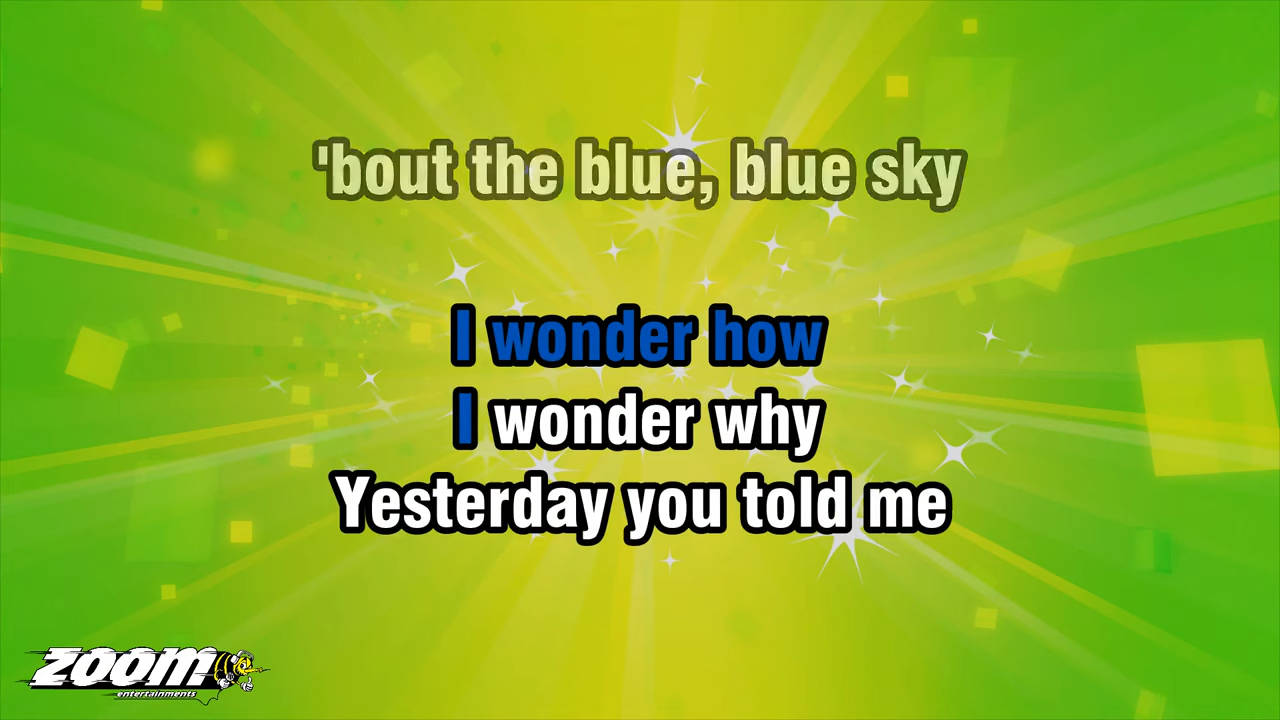 'bout the blue, blue sky
I wonder how
I wonder why
Yesterday you told me
ZOOM
entertainments